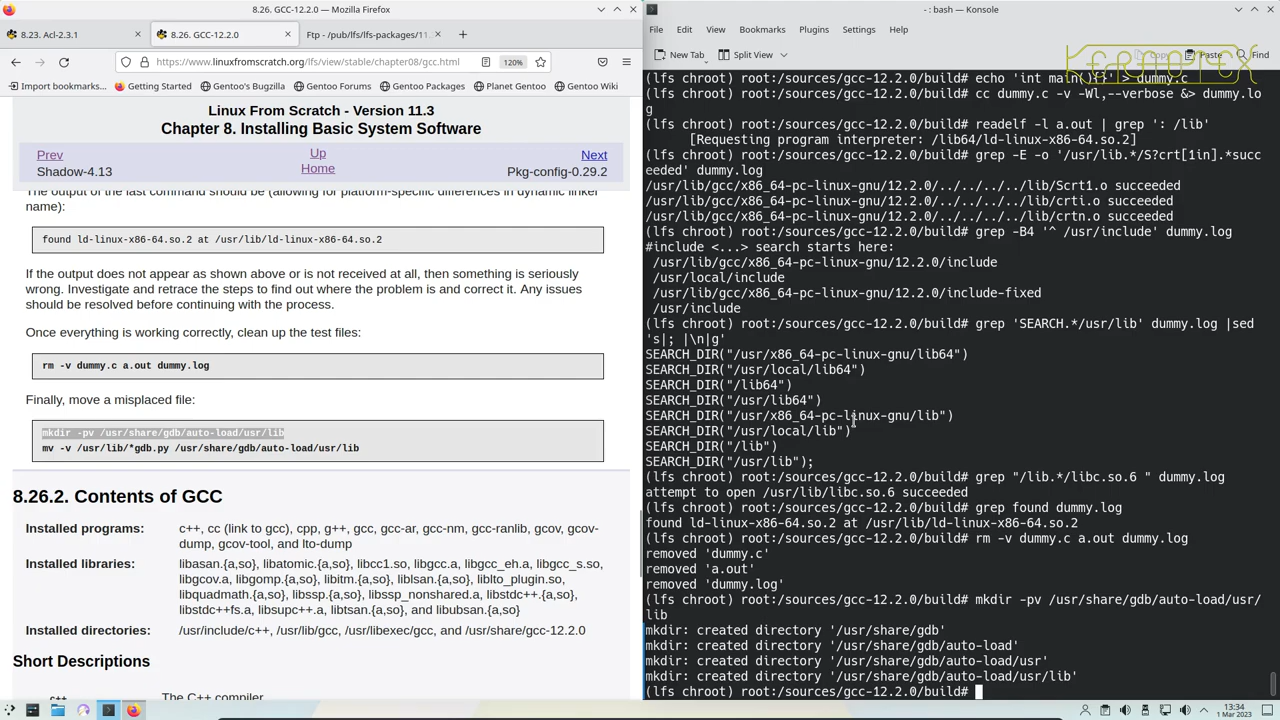 8.26. GCC-12.2.0 — Mozilla Firefox
8.23. Acl-2.3.1
8.26. GCC-12.2.0
Ftp - /pub/lfs/lfs-packages/11.
https://www.linuxfromscratch.org/lfs/view/stable/chapter08/gcc.html
120%
Import bookmarks...
Getting Started
Gentoo's Bugzilla
Gentoo Forums
Gentoo Packages
Planet Gentoo
Gentoo Wiki
Linux From Scratch - Version 11.3
Chapter 8. Installing Basic System Software
Prev
Up
Next
Shadow-4.13
Home
Pkg-config-0.29.2
The output of the last command should be (allowing for platform-specific differences in dynamic linker
name):
found ld-linux-x86-64.so.2 at /usr/lib/ld-linux-x86-64.so.2
If the output does not appear as shown above or is not received at all, then something is seriously
wrong. Investigate and retrace the steps to find out where the problem is and correct it. Any issues
should be resolved before continuing with the process.
Once everything is working correctly, clean up the test files:
rm -v dummy.c a.out dummy.log
Finally, move a misplaced file:
mkdir -pv /usr/share/gdb/auto-load/usr/lib
mv -v /usr/lib/*gdb.py /usr/share/gdb/auto-load/usr/lib
8.26.2. Contents of GCC
Installed programs: c++, cc (link to gcc), cpp, g++, gcc, gcc-ar, gcc-nm, gcc-ranlib, gcov, gcov-
dump, gcov-tool, and lto-dump
Installed libraries: libasan.{a,so}, libatomic.{a,so}, libcc1.so, libgcc.a, libgcc_eh.a, libgcc_s.so,
libgcov.a, libgomp.{a,so}, libitm.{a,so}, liblsan.{a,so}, liblto_plugin.so,
libquadmath.{a,so}, libssp.{a,so}, libssp_nonshared.a, libstdc++.{a,so},
libstdc++fs.a, libsupc++.a, libtsan.{a,so}, and libubsan.{a,so}
Installed directories: /usr/include/c++, /usr/lib/gcc, /usr/libexec/gcc, and /usr/share/gcc-12.2.0
Short Descriptions
c++ The C++ compiler
- : bash — Konsole
File Edit View Bookmarks Plugins Settings Help
New Tab
Split View
Copy
Paste
Find
KERAPLEX
(lfs chroot) root:/sources/gcc-12.2.0/build# echo 'int main(){}' > dummy.c
(lfs chroot) root:/sources/gcc-12.2.0/build# cc dummy.c -v -Wl,--verbose &> dummy.lo
g
(lfs chroot) root:/sources/gcc-12.2.0/build# readelf -l a.out | grep ': /lib'
[Requesting program interpreter: /lib64/ld-linux-x86-64.so.2]
(lfs chroot) root:/sources/gcc-12.2.0/build# grep -E -o '/usr/lib.*/S?crt[1in].*succ
eeded' dummy.log
/usr/lib/gcc/x86_64-pc-linux-gnu/12.2.0/../../../../lib/Scrt1.o succeeded
/usr/lib/gcc/x86_64-pc-linux-gnu/12.2.0/../../../../lib/crti.o succeeded
/usr/lib/gcc/x86_64-pc-linux-gnu/12.2.0/../../../../lib/crtn.o succeeded
(lfs chroot) root:/sources/gcc-12.2.0/build# grep -B4 '^ /usr/include' dummy.log
#include <...> search starts here:
/usr/lib/gcc/x86_64-pc-linux-gnu/12.2.0/include
/usr/local/include
/usr/lib/gcc/x86_64-pc-linux-gnu/12.2.0/include-fixed
/usr/include
(lfs chroot) root:/sources/gcc-12.2.0/build# grep 'SEARCH.*/usr/lib' dummy.log |sed
's|; |\n|g'
SEARCH_DIR("/usr/x86_64-pc-linux-gnu/lib64")
SEARCH_DIR("/usr/local/lib64")
SEARCH_DIR("/lib64")
SEARCH_DIR("/usr/lib64")
SEARCH_DIR("/usr/x86_64-pc-linux-gnu/lib")
SEARCH_DIR("/usr/local/lib")
SEARCH_DIR("/lib")
SEARCH_DIR("/usr/lib");
(lfs chroot) root:/sources/gcc-12.2.0/build# grep "/lib.*/libc.so.6 " dummy.log
attempt to open /usr/lib/libc.so.6 succeeded
(lfs chroot) root:/sources/gcc-12.2.0/build# grep found dummy.log
found ld-linux-x86-64.so.2 at /usr/lib/ld-linux-x86-64.so.2
(lfs chroot) root:/sources/gcc-12.2.0/build# rm -v dummy.c a.out dummy.log
removed 'dummy.c'
removed 'a.out'
removed 'dummy.log'
(lfs chroot) root:/sources/gcc-12.2.0/build# mkdir -pv /usr/share/gdb/auto-load/usr/
lib
mkdir: created directory '/usr/share/gdb'
mkdir: created directory '/usr/share/gdb/auto-load'
mkdir: created directory '/usr/share/gdb/auto-load/usr'
mkdir: created directory '/usr/share/gdb/auto-load/usr/lib'
(lfs chroot) root:/sources/gcc-12.2.0/build#
13:34
1 Mar 2023